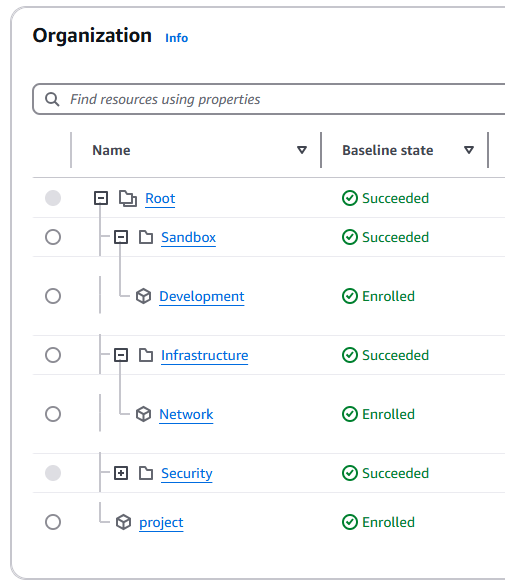 Organization Info
Find resources using properties
Name Baseline state
Root Succeeded
Sandbox Succeeded
Development Enrolled
Infrastructure Succeeded
Network Enrolled
Security Succeeded
project Enrolled